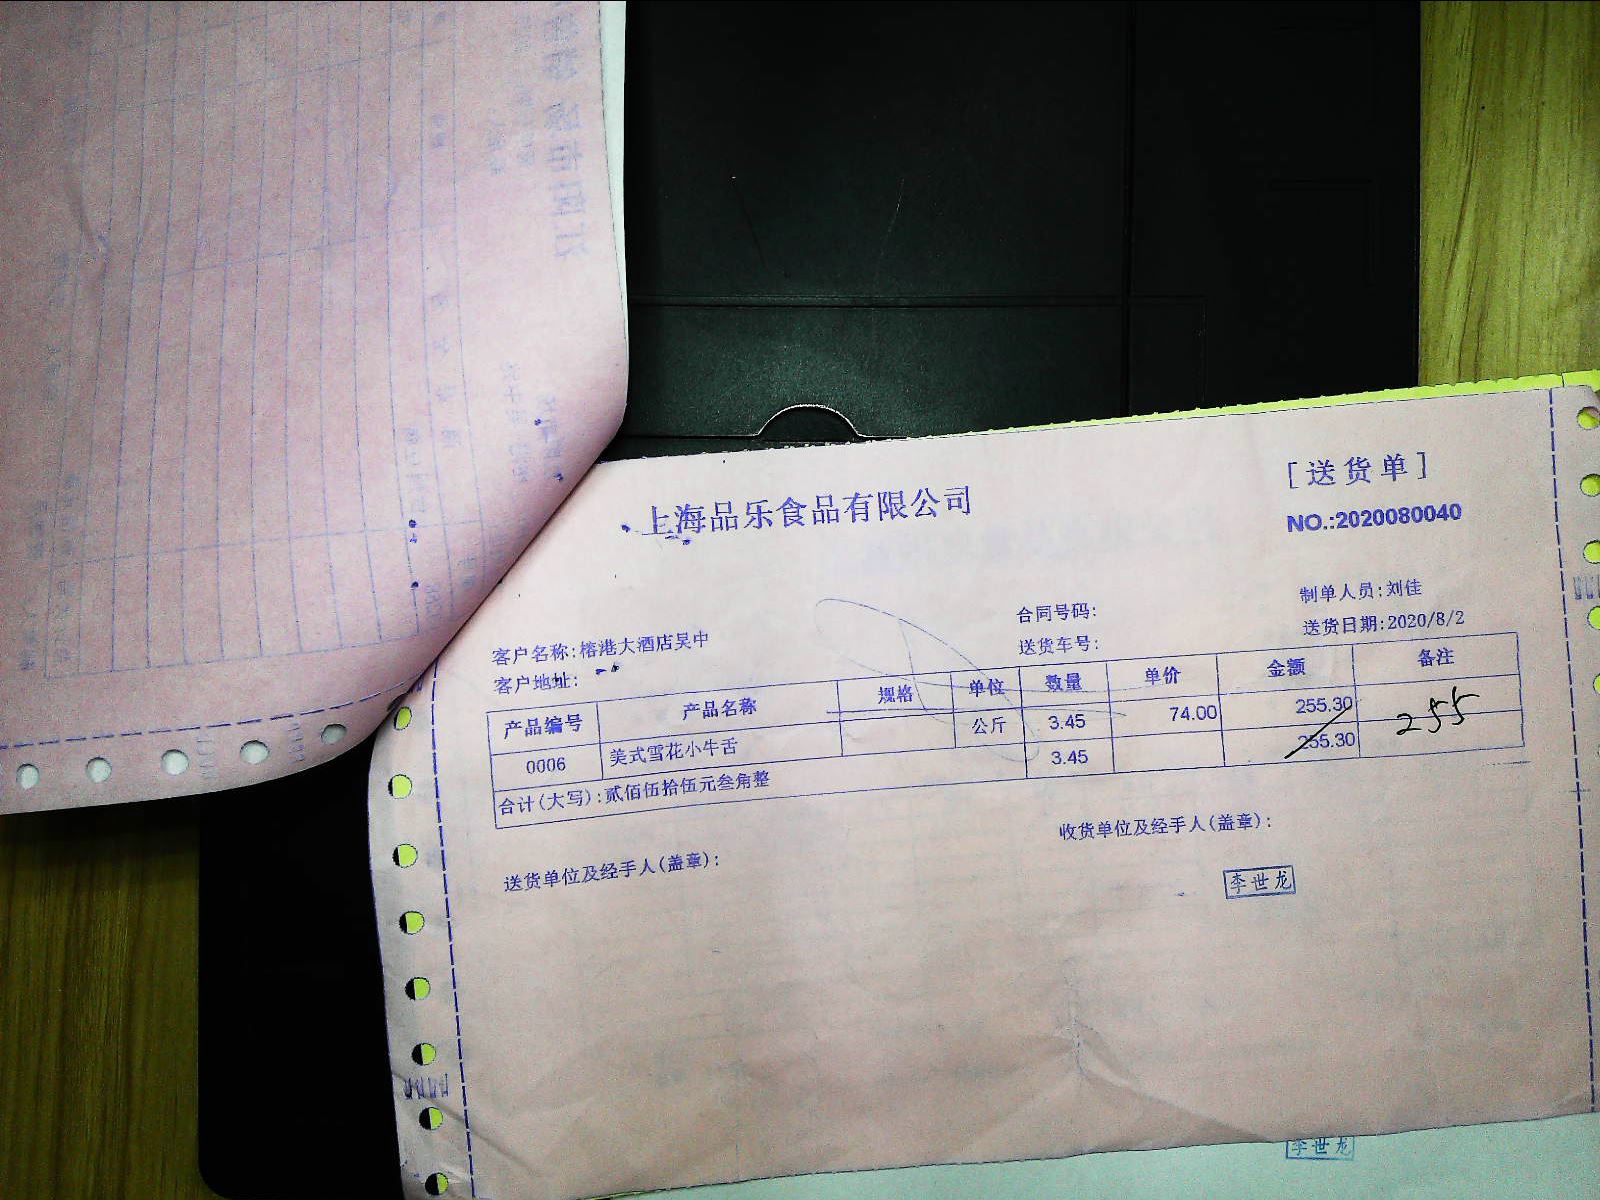 上海品乐食品有限公司
[送货单]
NO.:2020080040
客户名称:榕港大酒店吴中
合同号码:
制单人员:刘佳
客户地址:
送货车号:
送货日期:2020/8/2
产品编号 产品名称 规格 单位 数量 单价 金额 备注
0006 美式雪花小牛舌 公斤 3.45 74.00 255.30
合计(大写):贰佰伍拾伍元叁角整 3.45 255.30
255
送货单位及经手人(盖章):
收货单位及经手人(盖章):
李世龙
李世龙